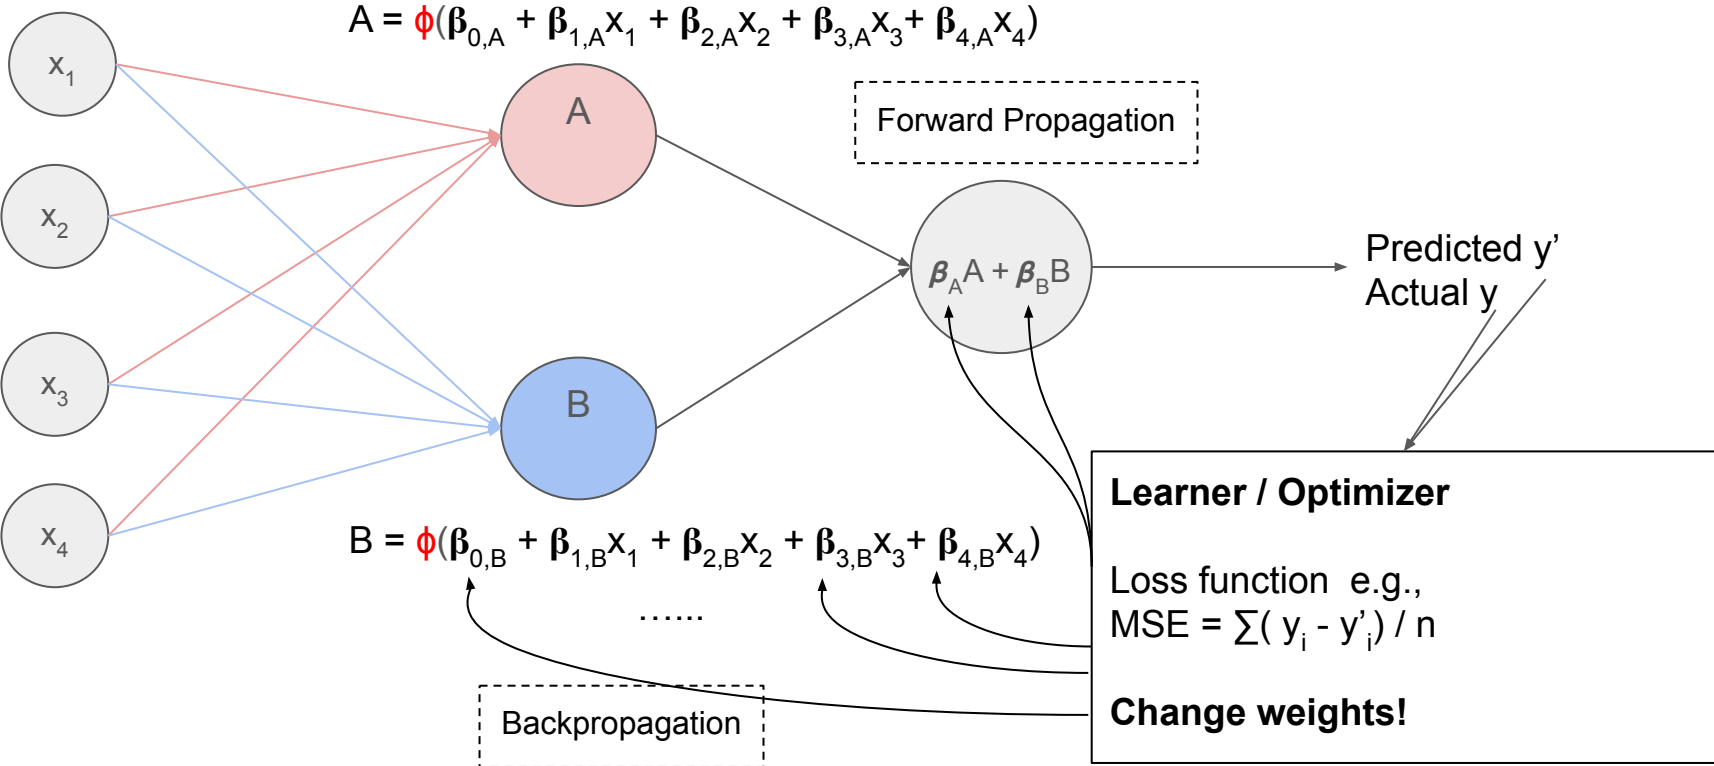 A = ϕ(β0,A + β1,Ax1 + β2,Ax2 + β3,Ax3+ β4,Ax4)
x1
A
Forward Propagation
x2
Predicted y’
βAA + βBB
Actual y
x3
B
Learner / Optimizer
x4
B = ϕ(β0,B + β1,Bx1 + β2,Bx2 + β3,Bx3+ β4,Bx4)
Loss function e.g.,
…...
MSE = ∑( yi - y’i) / n
Backpropagation
Change weights!